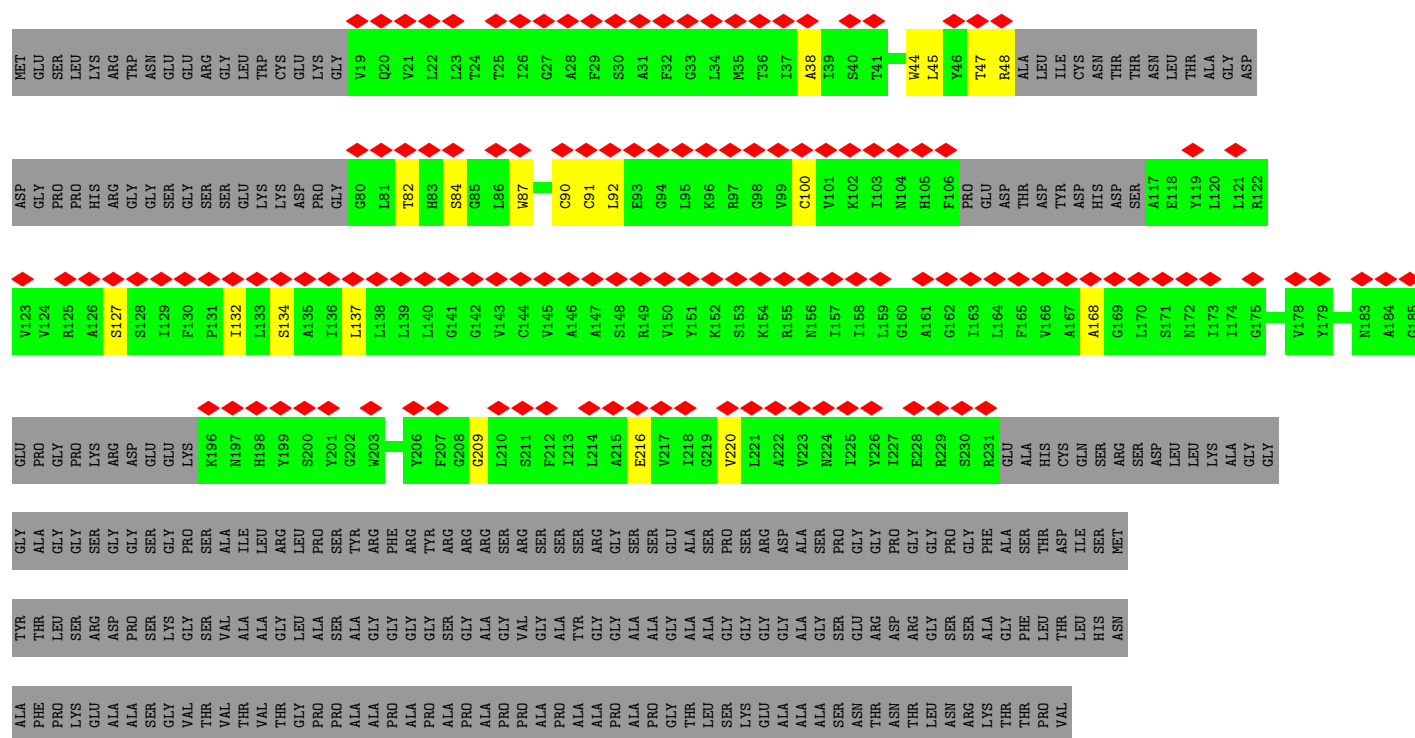 MET GLU SER LEU LYS ARG TRP ASN GLU GLU ARG GLY LEU TRP CYS GLU LYS GLY V19 Q20 V21 L22 L23 T24 T25 I26 G27 A28 F29 S30 A31 F32 G33 L34 M35 T36 I37 A38 I39 S40 T41 W44 L45 Y46 T47 R48 ALA LEU ILE CYS ASN THR THR ASN LEU THR ALA GLY ASP
ASP GLY PRO PRO HIS ARG GLY GLY SER GLY SER SER GLU LYS LYS ASP PRO GLY G80 L81 T82 H83 S84 G85 L86 W87 C90 C91 L92 E93 G94 L95 K96 R97 G98 V99 C100 V101 K102 I103 N104 H105 F106 PRO GLU ASP THR ASP TYR ASP HIS ASP SER A117 E118 Y119 L120 L121 R122
V123 V124 R125 A126 S127 S128 I129 F130 P131 I132 L133 S134 A135 I136 L137 L138 L139 L140 G141 G142 V143 C144 V145 A146 A147 S148 R149 V150 Y151 K152 S153 K154 R155 N156 I157 I158 L159 G160 A161 G162 I163 L164 F165 V166 A167 A168 G169 L170 S171 N172 I173 I174 G175 V178 Y179 N183 A184 G185
GLU PRO GLY PRO LYS ARG ASP GLU GLU LYS K196 N197 H198 Y199 S200 Y201 G202 W203 Y206 F207 G208 G209 L210 S211 F212 I213 L214 A215 E216 V217 I218 G219 V220 L221 A222 V223 N224 I225 Y226 I227 E228 R229 S230 R231 GLU ALA HIS CYS GLN SER ARG SER ASP LEU LEU LYS ALA GLY GLY
GLY ALA GLY GLY SER GLY GLY SER GLY PRO SER ALA ILE LEU ARG LEU PRO SER TYR ARG PHE ARG TYR ARG ARG ARG SER ARG SER SER SER ARG GLY SER SER GLU ALA SER PRO SER ARG ASP ALA SER PRO GLY GLY PRO GLY GLY PRO GLY PHE ALA SER THR ASP ILE SER MET
TYR THR LEU SER ARG ASP PRO SER LYS GLY SER VAL ALA ALA GLY LEU ALA SER ALA GLY GLY GLY GLY SER GLY ALA GLY VAL GLY ALA TYR GLY GLY ALA ALA GLY ALA ALA GLY GLY GLY GLY ALA GLY SER GLU ARG ASP ARG GLY SER SER ALA GLY PHE LEU THR LEU HIS ASN
ALA PHE PRO LYS GLU ALA ALA SER GLY VAL THR VAL THR VAL THR GLY PRO PRO ALA ALA PRO ALA PRO ALA PRO ALA PRO PRO ALA PRO ALA ALA PRO ALA PRO GLY THR LEU SER LYS GLU ALA ALA ALA SER ASN THR ASN THR LEU ASN ARG LYS THR THR PRO VAL